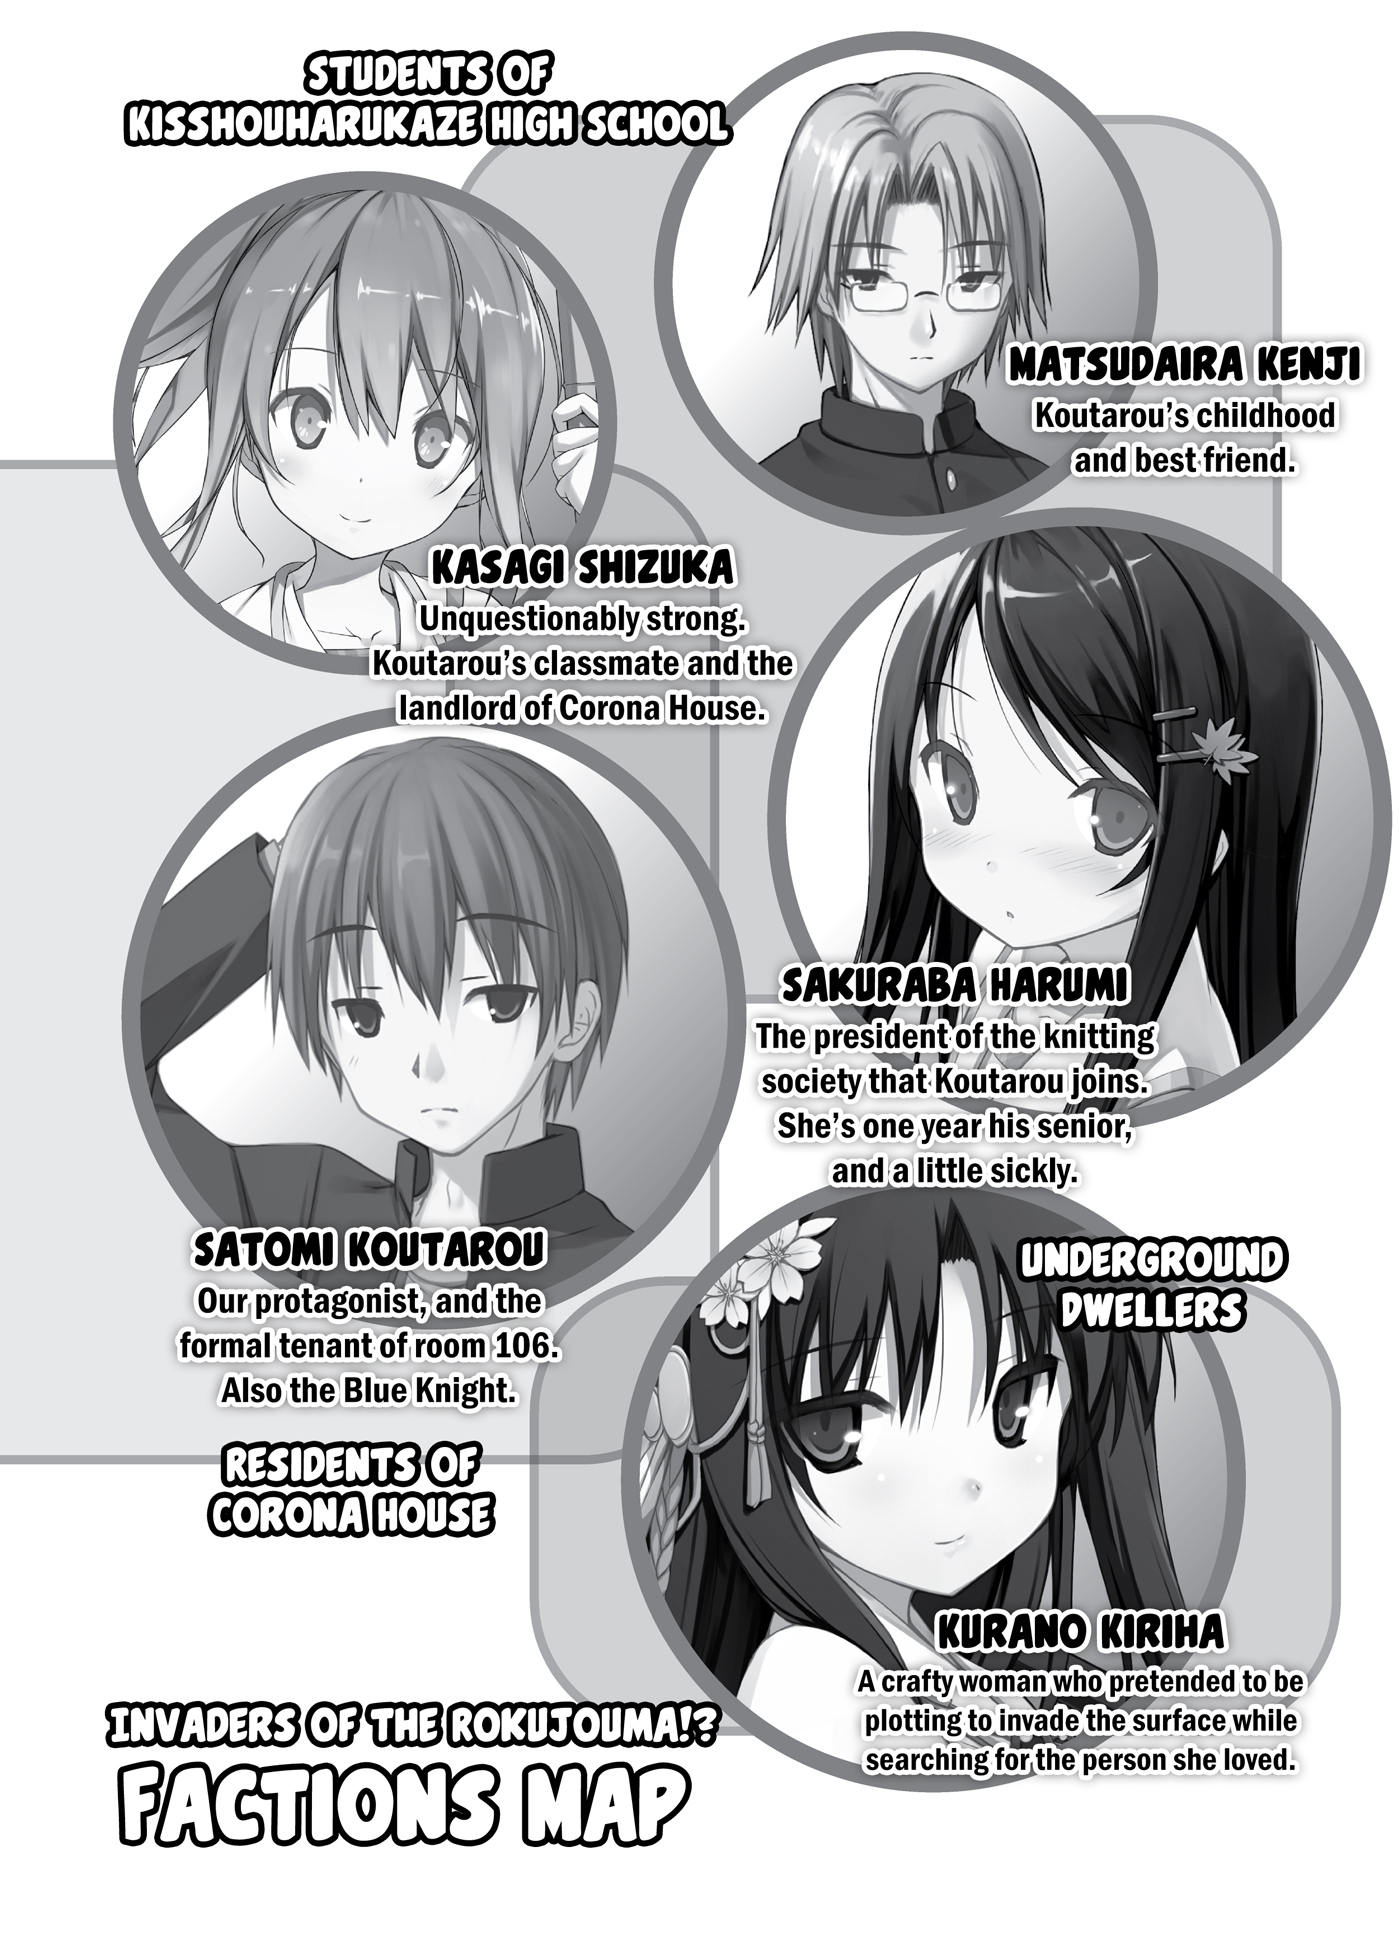 STUDENTS OF
KISSHOUHARUKAZE HIGH SCHOOL
MATSUDAIRA KENJI
Koutarou's childhood
and best friend.
KASAGI SHIZUKA
Unquestionably strong.
Koutarou's classmate and the
landlord of Corona House.
SAKURABA HARUMI
The president of the knitting
society that Koutarou joins.
She's one year his senior,
and a little sickly.
SATOMI KOUTAROU
Our protagonist, and the
formal tenant of room 106.
Also the Blue Knight.
RESIDENTS OF
CORONA HOUSE
UNDERGROUND
DWELLERS
KURANO KIRIHA
A crafty woman who pretended to be
plotting to invade the surface while
searching for the person she loved.
INVADERS OF THE ROKUJOUMA!?
FACTIONS MAP